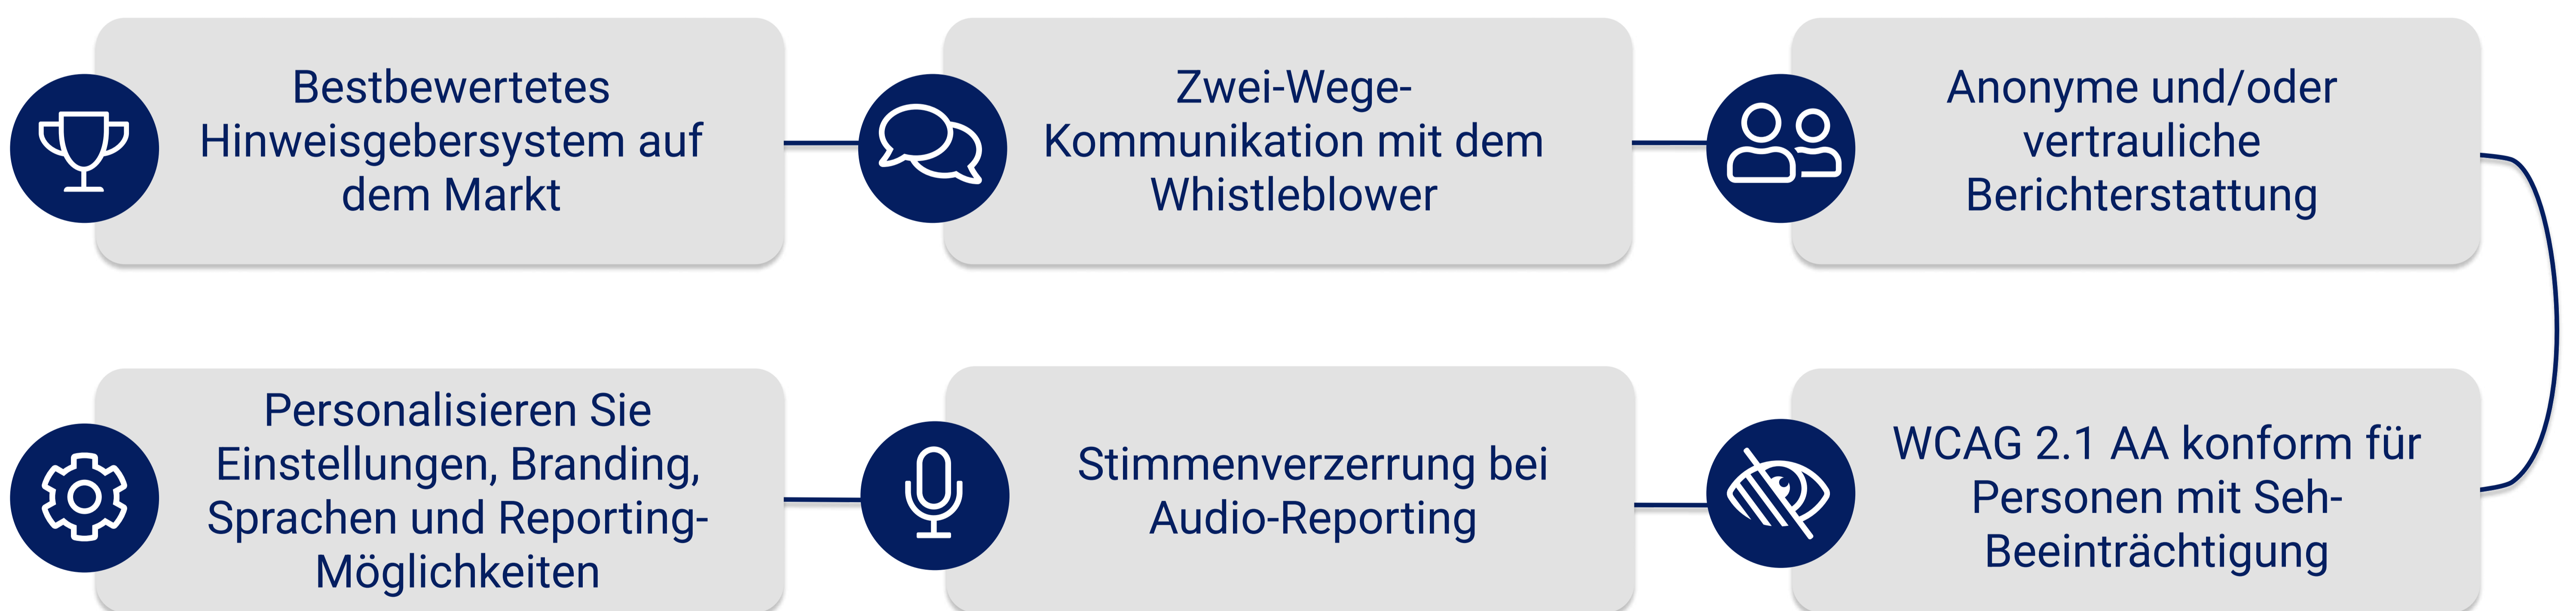 Bestbewertetes
Hinweisgebersystem auf
dem Markt
Zwei-Wege-
Kommunikation mit dem
Whistleblower
Anonyme und/oder
vertrauliche
Berichterstattung
Personalisieren Sie
Einstellungen, Branding,
Sprachen und Reporting-
Möglichkeiten
Stimmenverzerrung bei
Audio-Reporting
WCAG 2.1 AA konform für
Personen mit Seh-
Beeinträchtigung